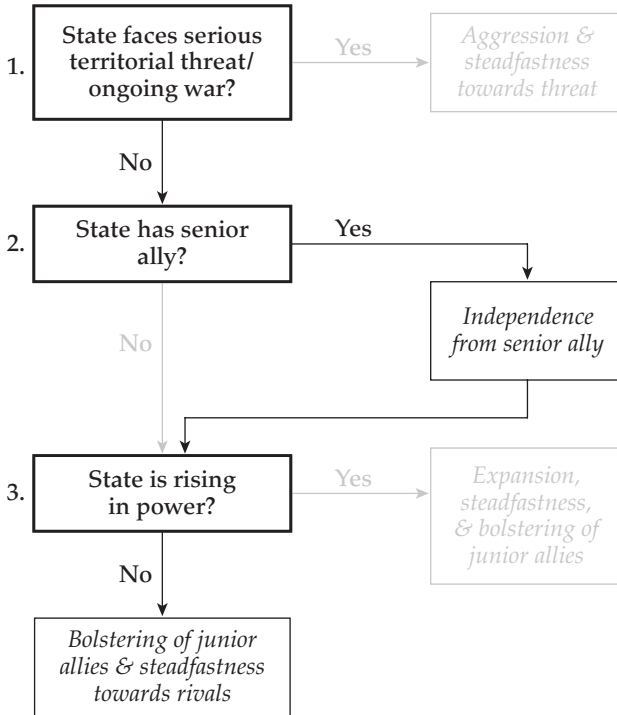 1.
State faces serious
territorial threat/
ongoing war?
Yes
Aggression &
steadfastness
towards threat
No
2.
State has senior
ally?
Yes
Independence
from senior ally
No
3.
State is rising
in power?
Yes
Expansion,
steadfastness,
& bolstering of
junior allies
No
Bolstering of junior
allies & steadfastness
towards rivals